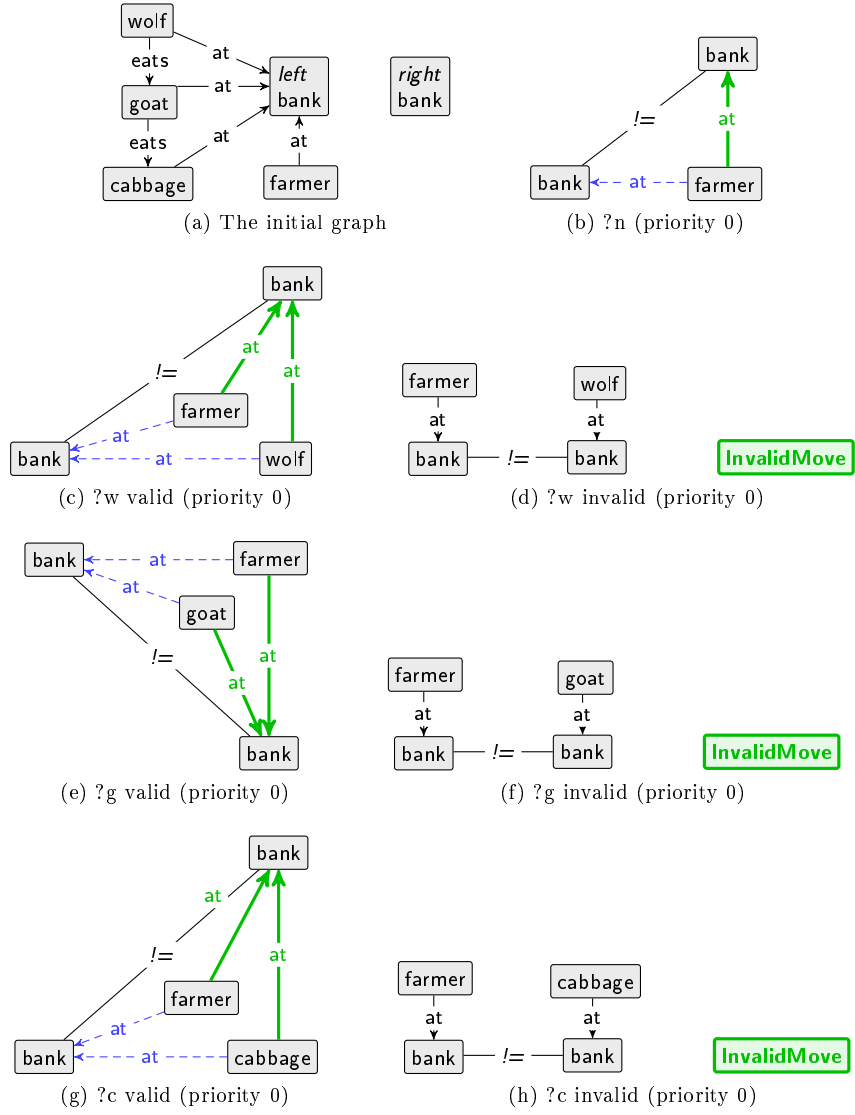 wolf
at
eats
left
bank
right
bank
goat
at
eats
at
at
cabbage
farmer
(a) The initial graph
bank
!=
at
bank
at
farmer
(b) ?n (priority 0)
bank
at
!=
at
farmer
at
bank
at
wolf
(c) ?w valid (priority 0)
farmer
wolf
at
at
bank
!=
bank
InvalidMove
(d) ?w invalid (priority 0)
bank
at
farmer
at
goat
!=
at
at
bank
(e) ?g valid (priority 0)
farmer
goat
at
at
bank
!=
bank
InvalidMove
(f) ?g invalid (priority 0)
bank
at
!=
at
farmer
at
bank
at
cabbage
(g) ?c valid (priority 0)
farmer
cabbage
at
at
bank
!=
bank
InvalidMove
(h) ?c invalid (priority 0)